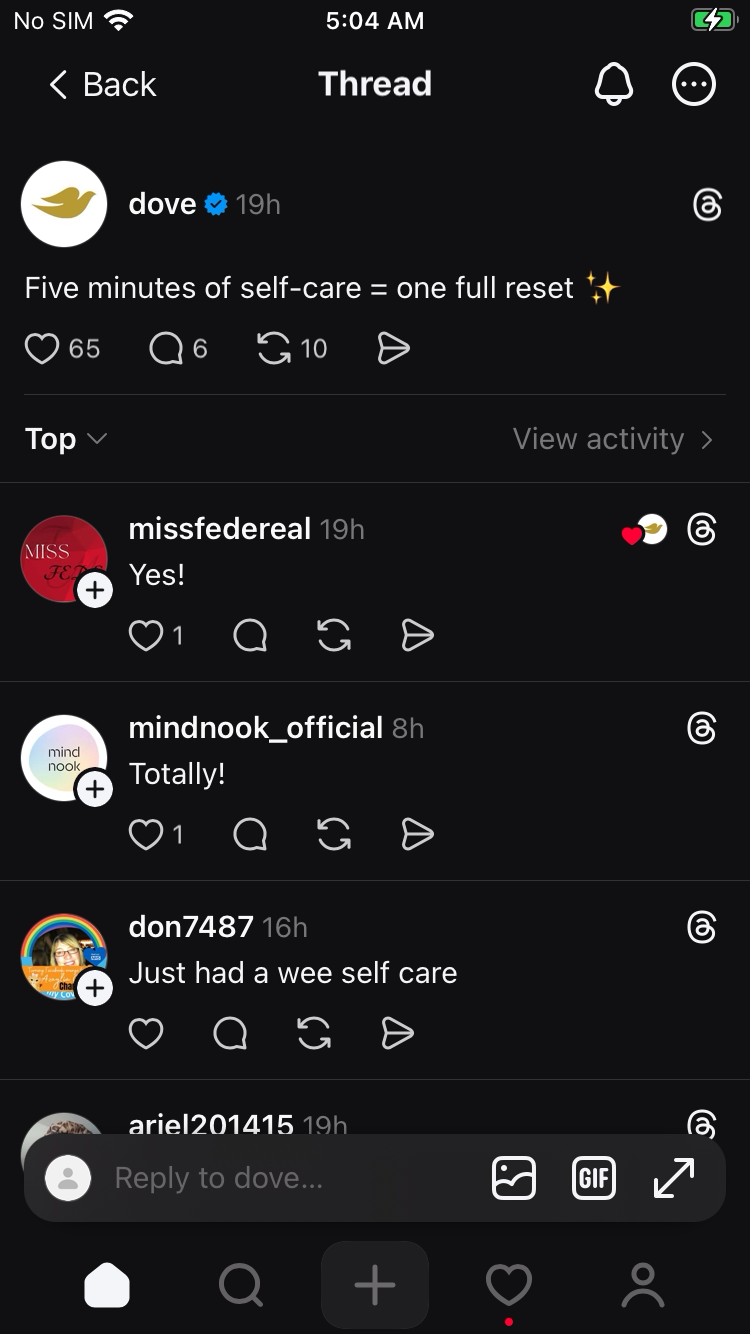 No SIM 5:04 AM
Back Thread
dove 19h
Five minutes of self-care = one full reset ✨
65 6 10
Top View activity
missfedereal 19h
MISS
Yes!
1
mindnook_official 8h
mind
nook
Totally!
1
don7487 16h
Just had a wee self care
ariel201415 19h
Reply to dove... GIF